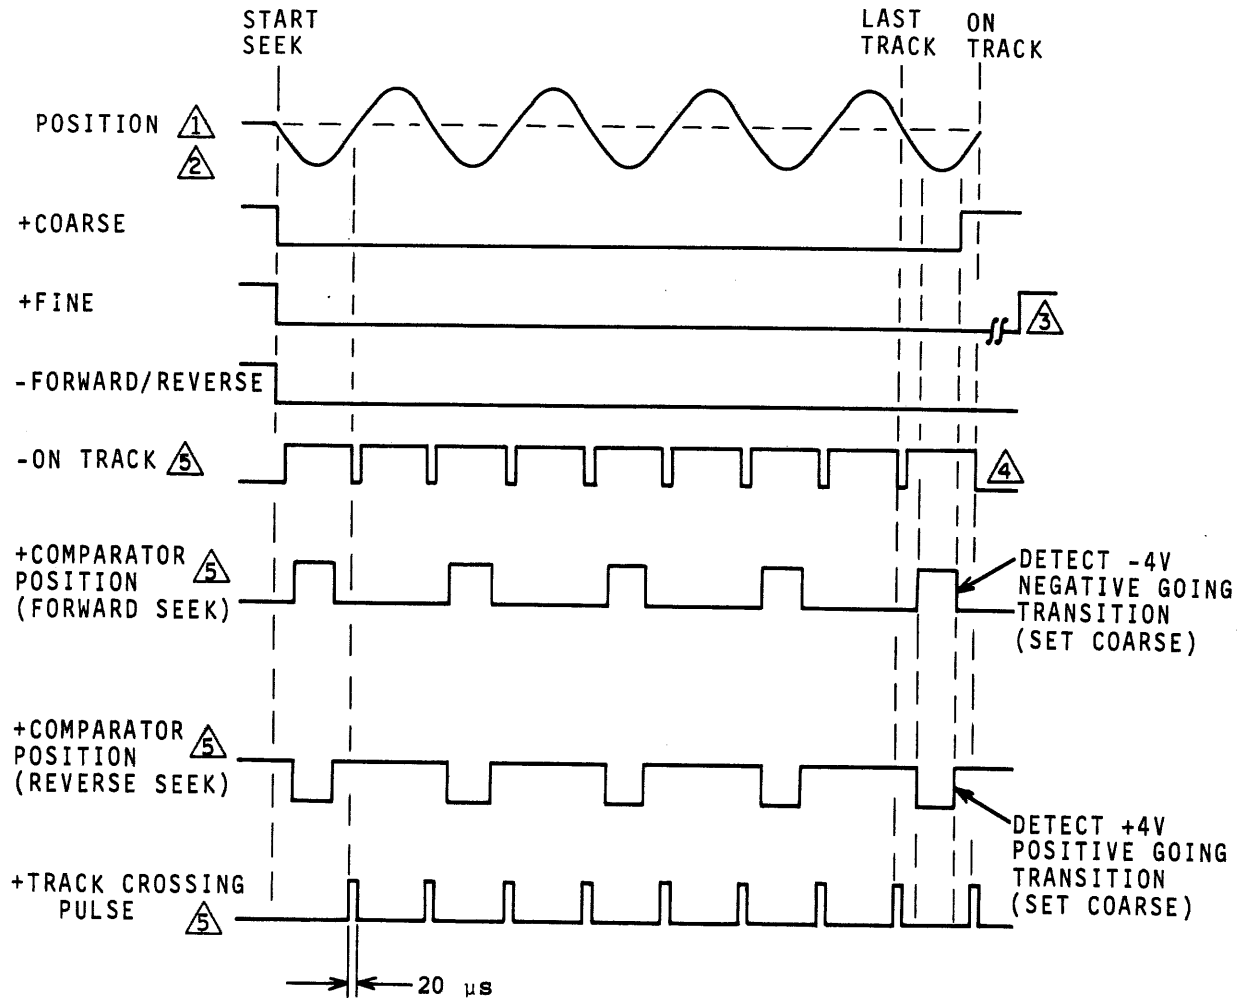 START
SEEK
LAST
TRACK
ON
TRACK
POSITION 1
2
+COARSE
+FINE
3
-FORWARD/REVERSE
-ON TRACK 5
4
+COMPARATOR
POSITION 5
(FORWARD SEEK)
DETECT -4V
NEGATIVE GOING
TRANSITION
(SET COARSE)
+COMPARATOR
POSITION 5
(REVERSE SEEK)
DETECT +4V
POSITIVE GOING
TRANSITION
(SET COARSE)
+TRACK CROSSING
PULSE 5
20 µs